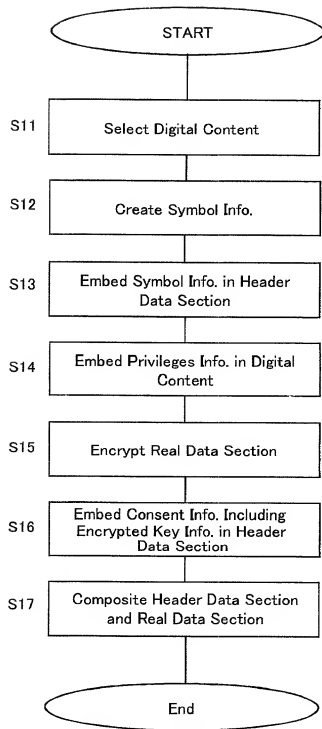 START
S11
Select Digital Content
S12
Create Symbol Info.
S13
Embed Symbol Info. in Header
Data Section
S14
Embed Privileges Info. in Digital
Content
S15
Encrypt Real Data Section
S16
Embed Consent Info. Including
Encrypted Key Info. in Header
Data Section
S17
Composite Header Data Section
and Real Data Section
End